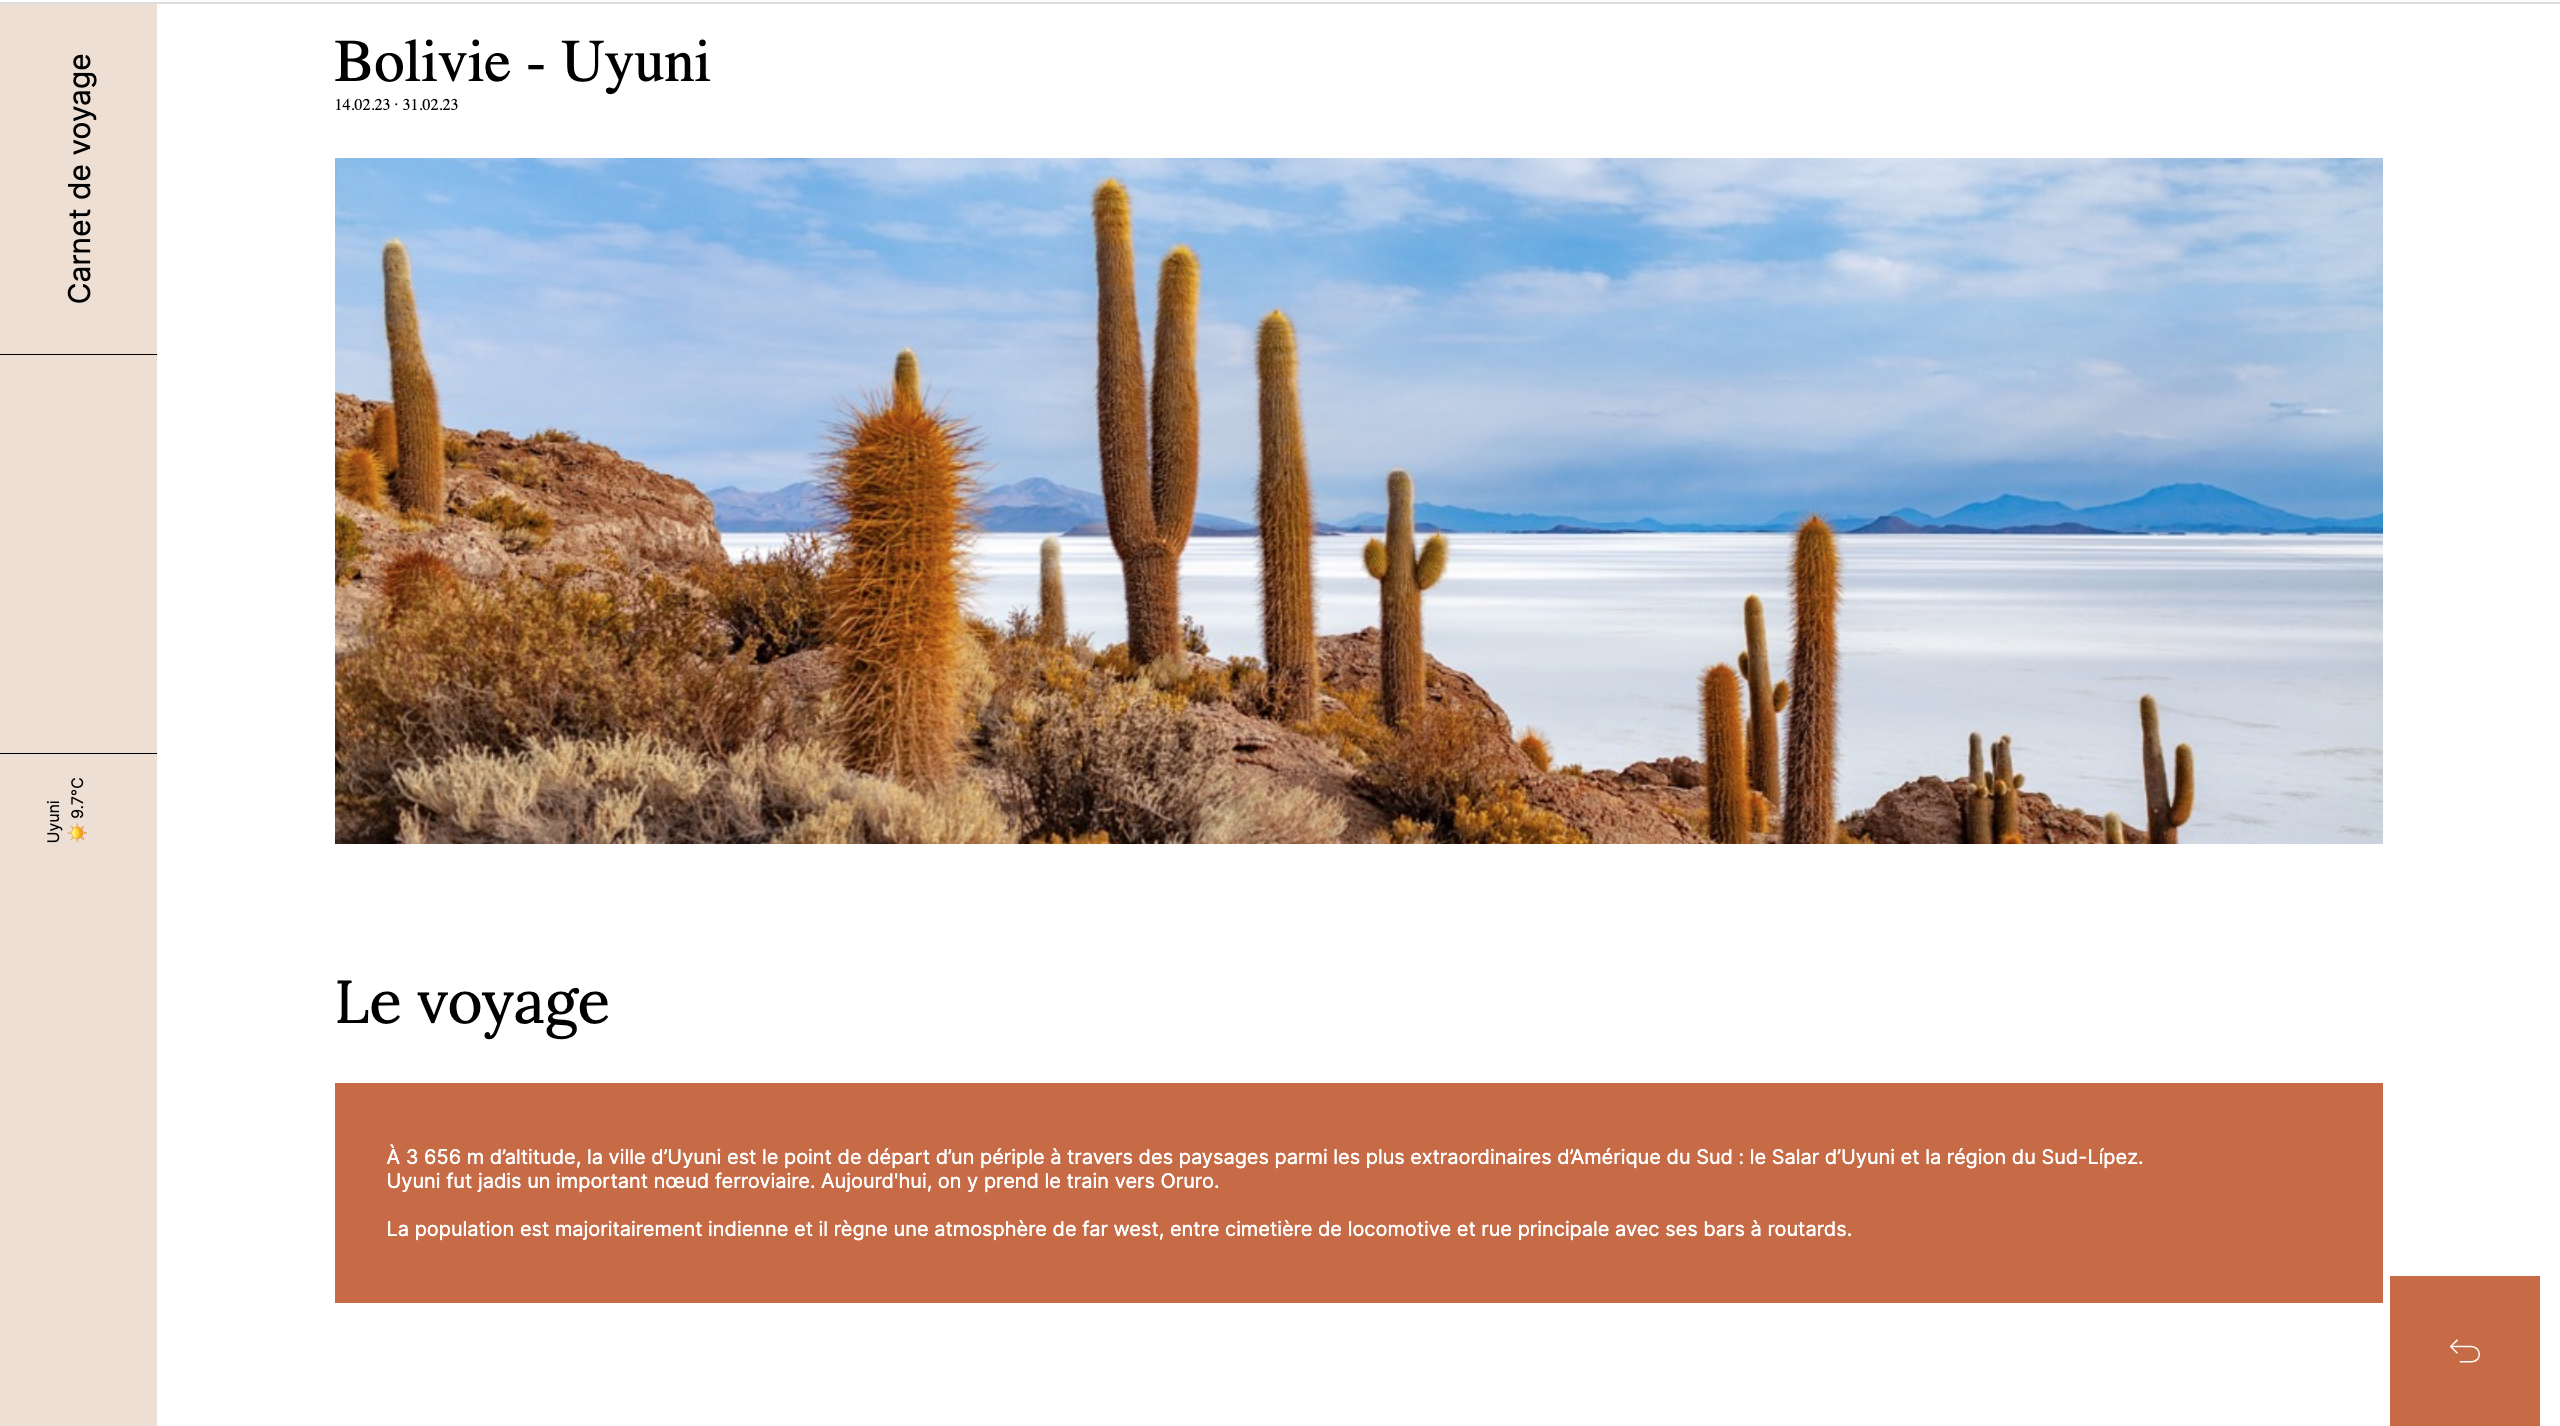 Carnet de voyage
Uyuni
☀️ 9.7°C
Bolivie - Uyuni
14.02.23 · 31.02.23
Le voyage
À 3 656 m d’altitude, la ville d’Uyuni est le point de départ d’un périple à travers des paysages parmi les plus extraordinaires d’Amérique du Sud : le Salar d’Uyuni et la région du Sud-Lípez.
Uyuni fut jadis un important nœud ferroviaire. Aujourd'hui, on y prend le train vers Oruro.
La population est majoritairement indienne et il règne une atmosphère de far west, entre cimetière de locomotive et rue principale avec ses bars à routards.